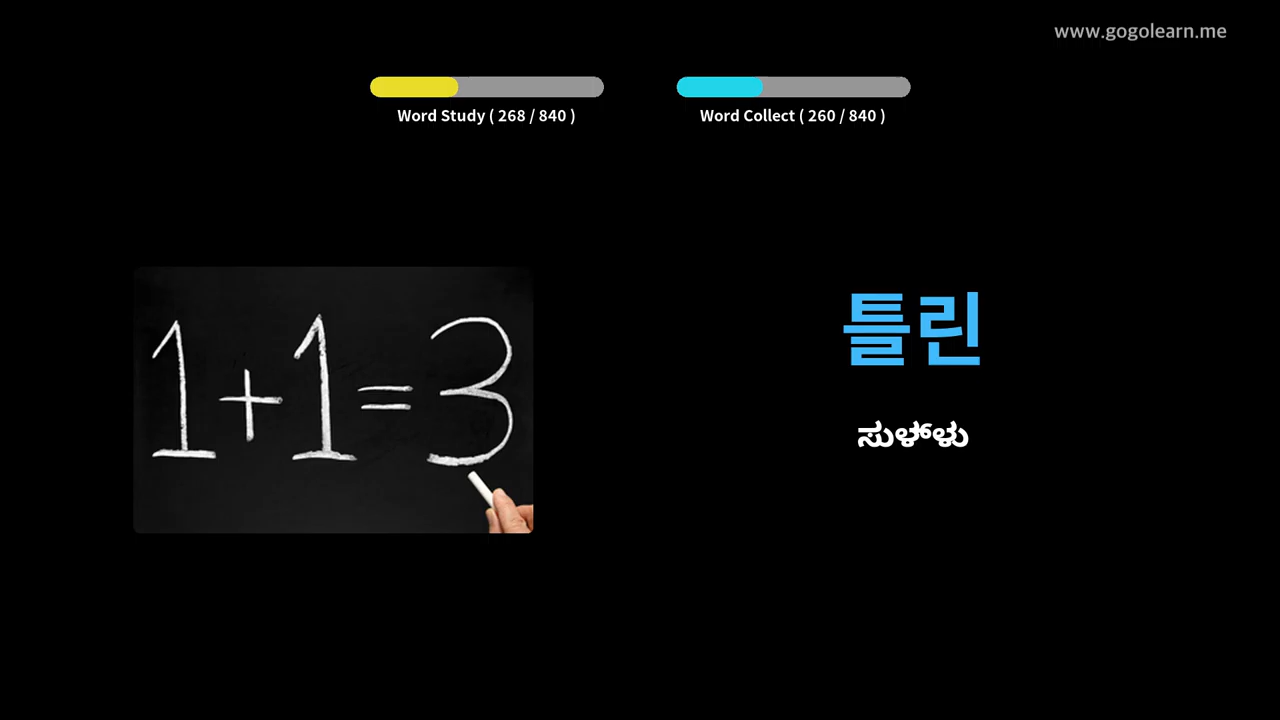 www.gogolearn.me
Word Study ( 268 / 840 )
Word Collect ( 260 / 840 )
1+1=3
틀린
ಸುಳ್ಳು